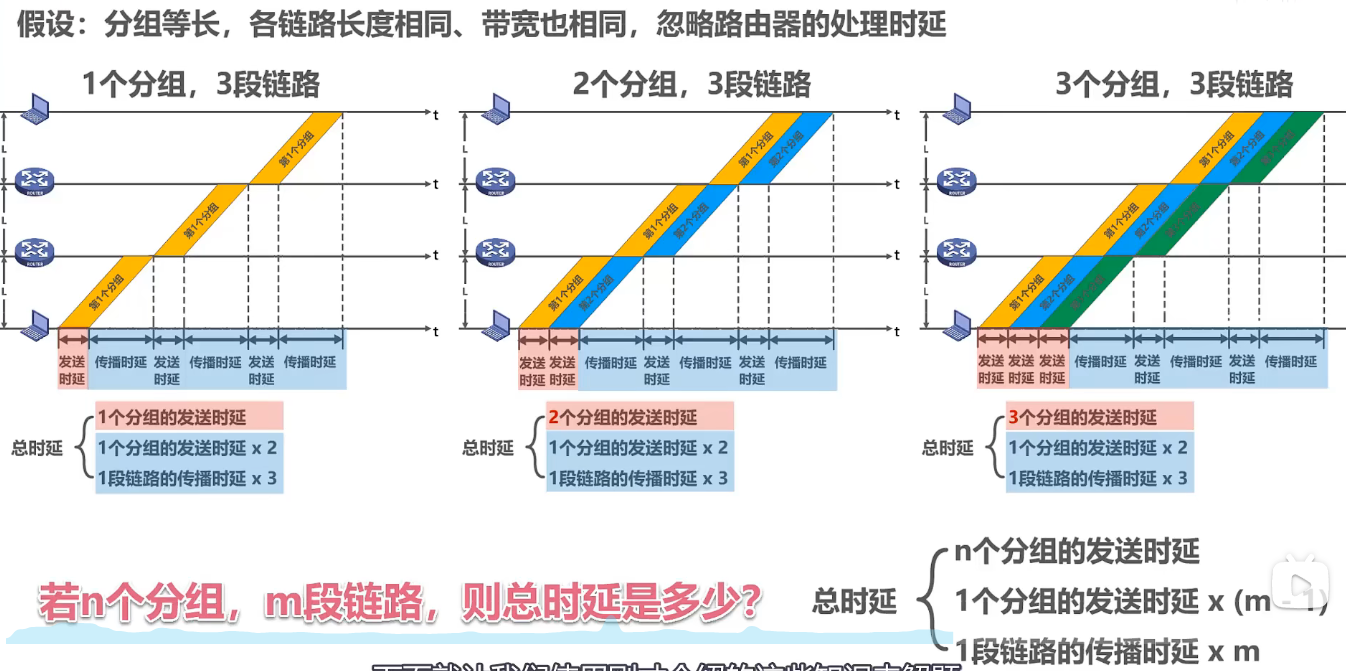 假设：分组等长，各链路长度相同、带宽也相同，忽略路由器的处理时延
1个分组，3段链路
2个分组，3段链路
3个分组，3段链路
t
t
t
t
L
L
L
ROUTER
ROUTER
第1个分组
第1个分组
第1个分组
发送时延
传播时延
发送时延
传播时延
发送时延
传播时延
t
t
t
t
L
L
L
ROUTER
ROUTER
第1个分组
第2个分组
第1个分组
第2个分组
第1个分组
第2个分组
发送时延
发送时延
传播时延
发送时延
传播时延
发送时延
传播时延
L
L
L
ROUTER
ROUTER
第1个分组
第2个分组
第1个分组
第2个分组
第1个分组
第2个分组
发送时延
发送时延
发送时延
传播时延
发送时延
传播时延
发送时延
传播时延
总时延
1个分组的发送时延
1个分组的发送时延 x 2
1段链路的传播时延 x 3
总时延
2个分组的发送时延
1个分组的发送时延 x 2
1段链路的传播时延 x 3
总时延
3个分组的发送时延
1个分组的发送时延 x 2
1段链路的传播时延 x 3
若n个分组，m段链路，则总时延是多少？
总时延
n个分组的发送时延
1个分组的发送时延 x (m - 1)
1段链路的传播时延 x m